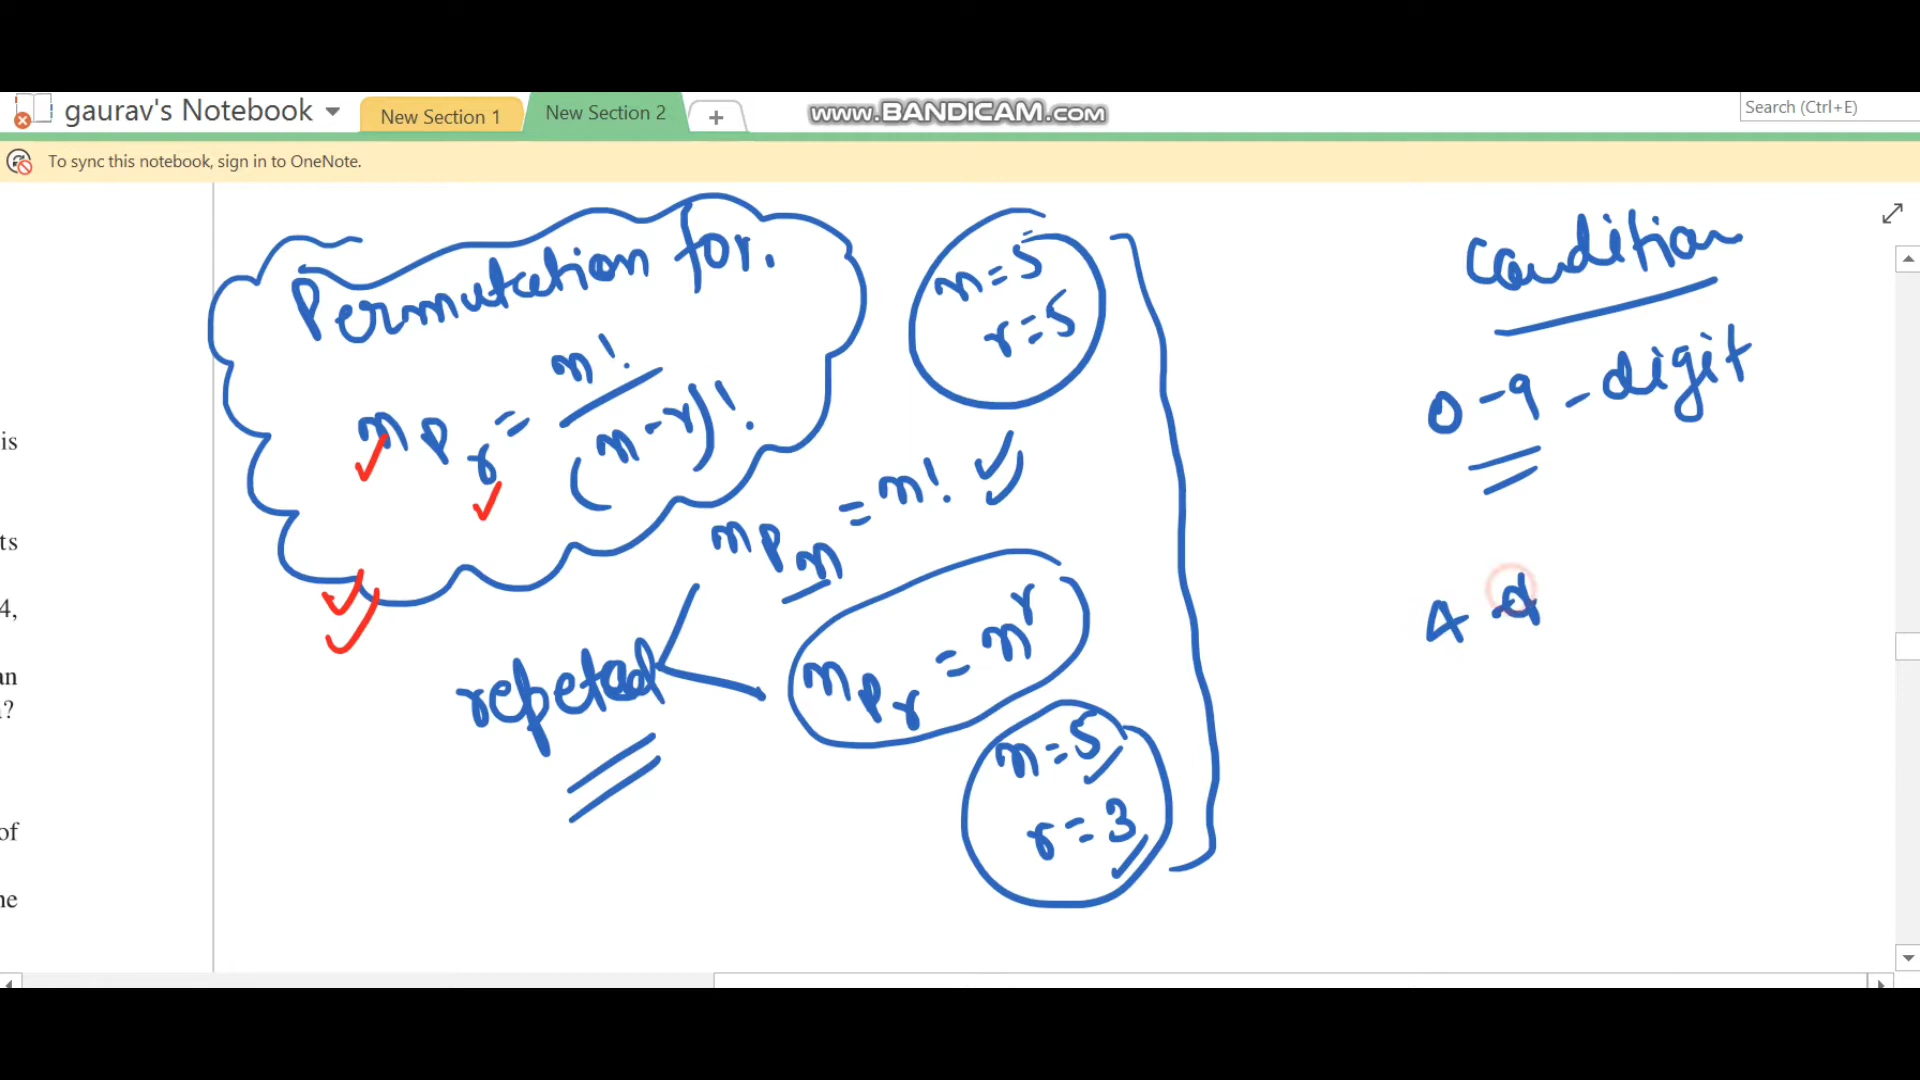 gaurav's Notebook
New Section 1
New Section 2
+
www.BANDICAM.com
Search (Ctrl+E)
To sync this notebook, sign in to OneNote.
is
ts
4,
an
?
of
ne
Permutation for.
nPr = n! / (n-r)!
n=5
r=5
nPn = n!
repeted
nPr = n^r
n=5
r=3
Condition
0-9 - digit
4 d